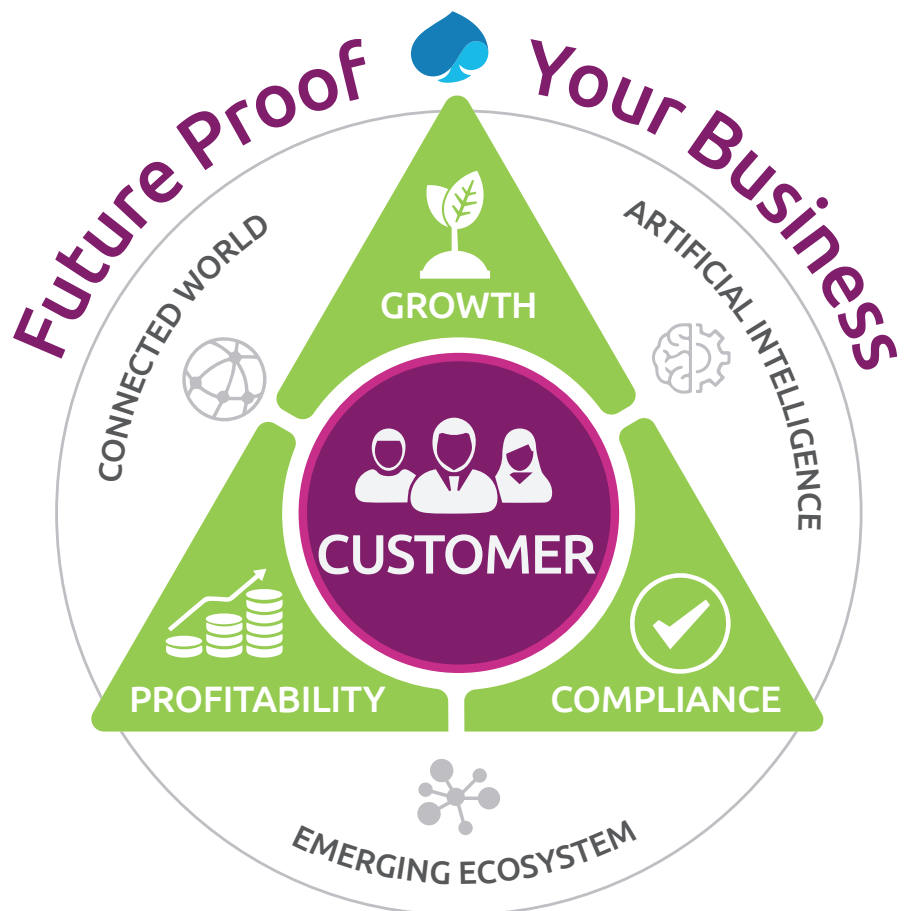 Future Proof Your Business
CONNECTED WORLD
ARTIFICIAL INTELLIGENCE
GROWTH
CUSTOMER
PROFITABILITY
COMPLIANCE
EMERGING ECOSYSTEM